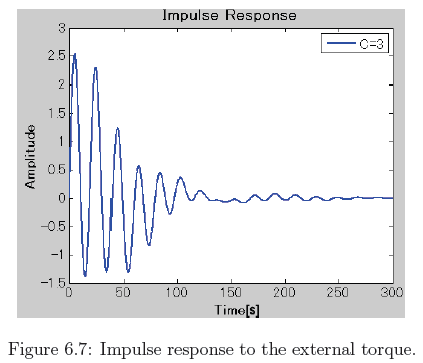 Impulse Response
3
2.5
2
1.5
1
0.5
0
-0.5
-1
-1.5
Amplitude
C=3
0 50 100 150 200 250 300
Time[s]
Figure 6.7: Impulse response to the external torque.